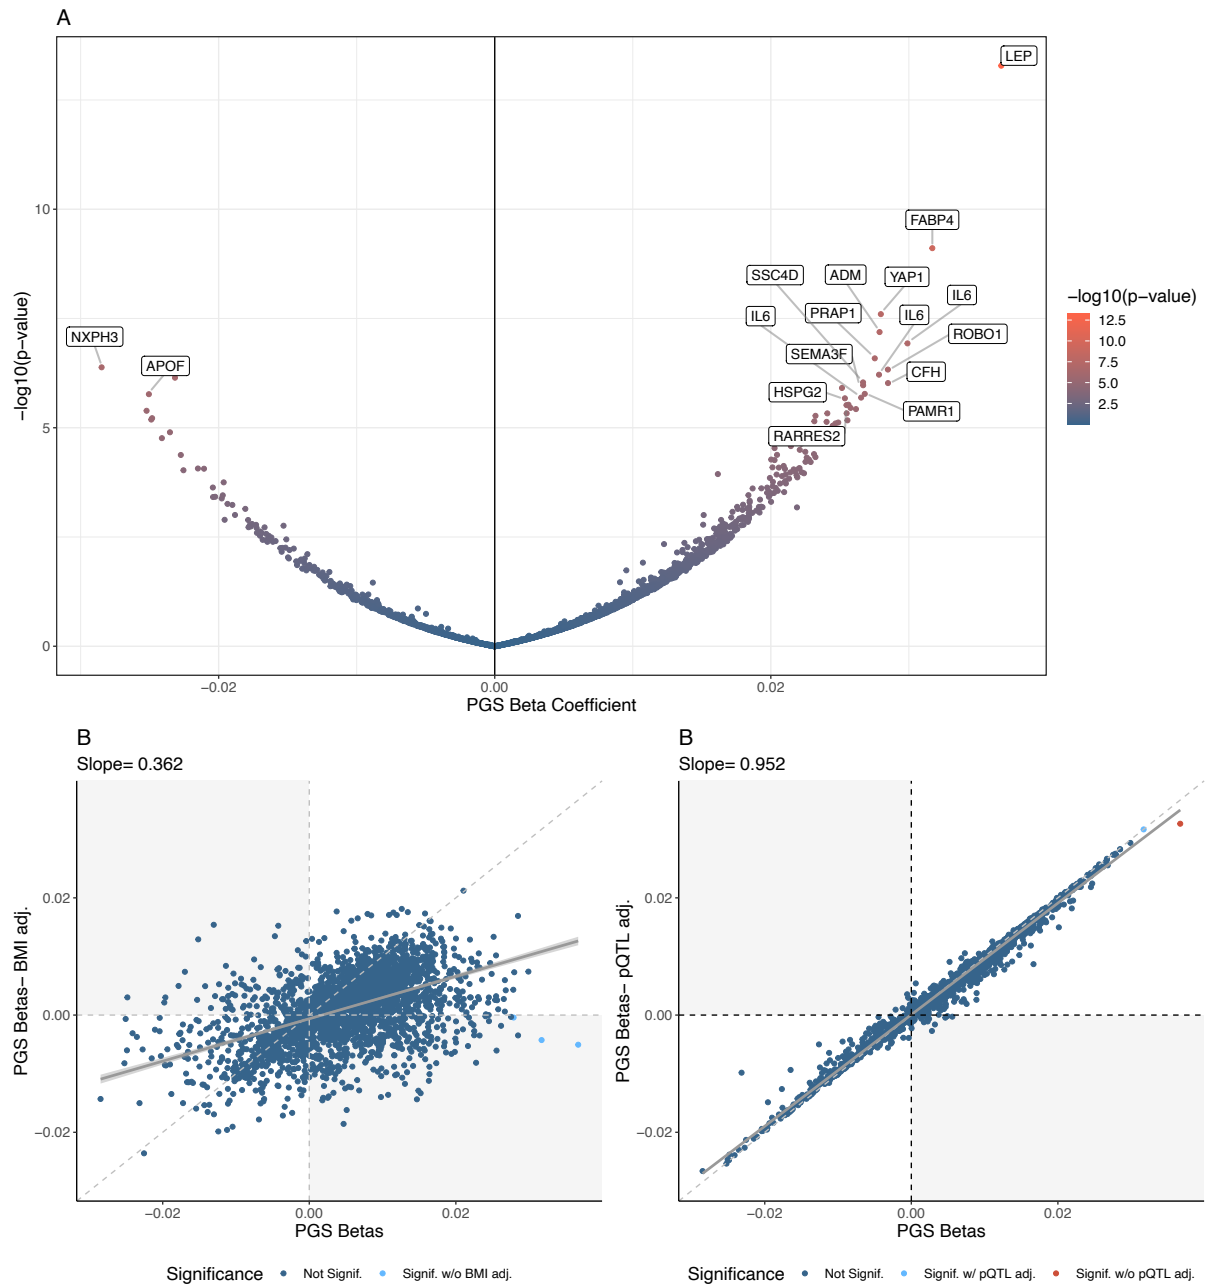 A
LEP
10
FABP4
SSC4D
ADM
YAP1
IL6
IL6
PRAP1
IL6
NXPH3
ROBO1
SEMA3F
APOF
CFH
HSPG2
PAMR1
5
RARRES2
0
−log10(p−value)
−0.02
0.00
0.02
PGS Beta Coefficient
−log10(p−value)
12.5
10.0
7.5
5.0
2.5
B
Slope= 0.362
0.02
0.00
−0.02
PGS Betas− BMI adj.
−0.02
0.00
0.02
PGS Betas
Significance
Not Signif.
Signif. w/o BMI adj.
B
Slope= 0.952
0.02
0.00
−0.02
PGS Betas− pQTL adj.
−0.02
0.00
0.02
PGS Betas
Significance
Not Signif.
Signif w/ pQTL adj.
Signif w/o pQTL adj.